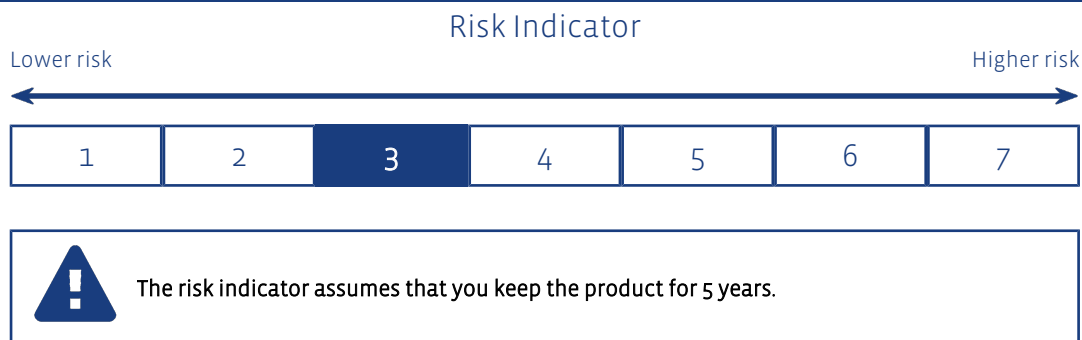 Risk Indicator
Lower risk Higher risk
1 2 3 4 5 6 7
The risk indicator assumes that you keep the product for 5 years.